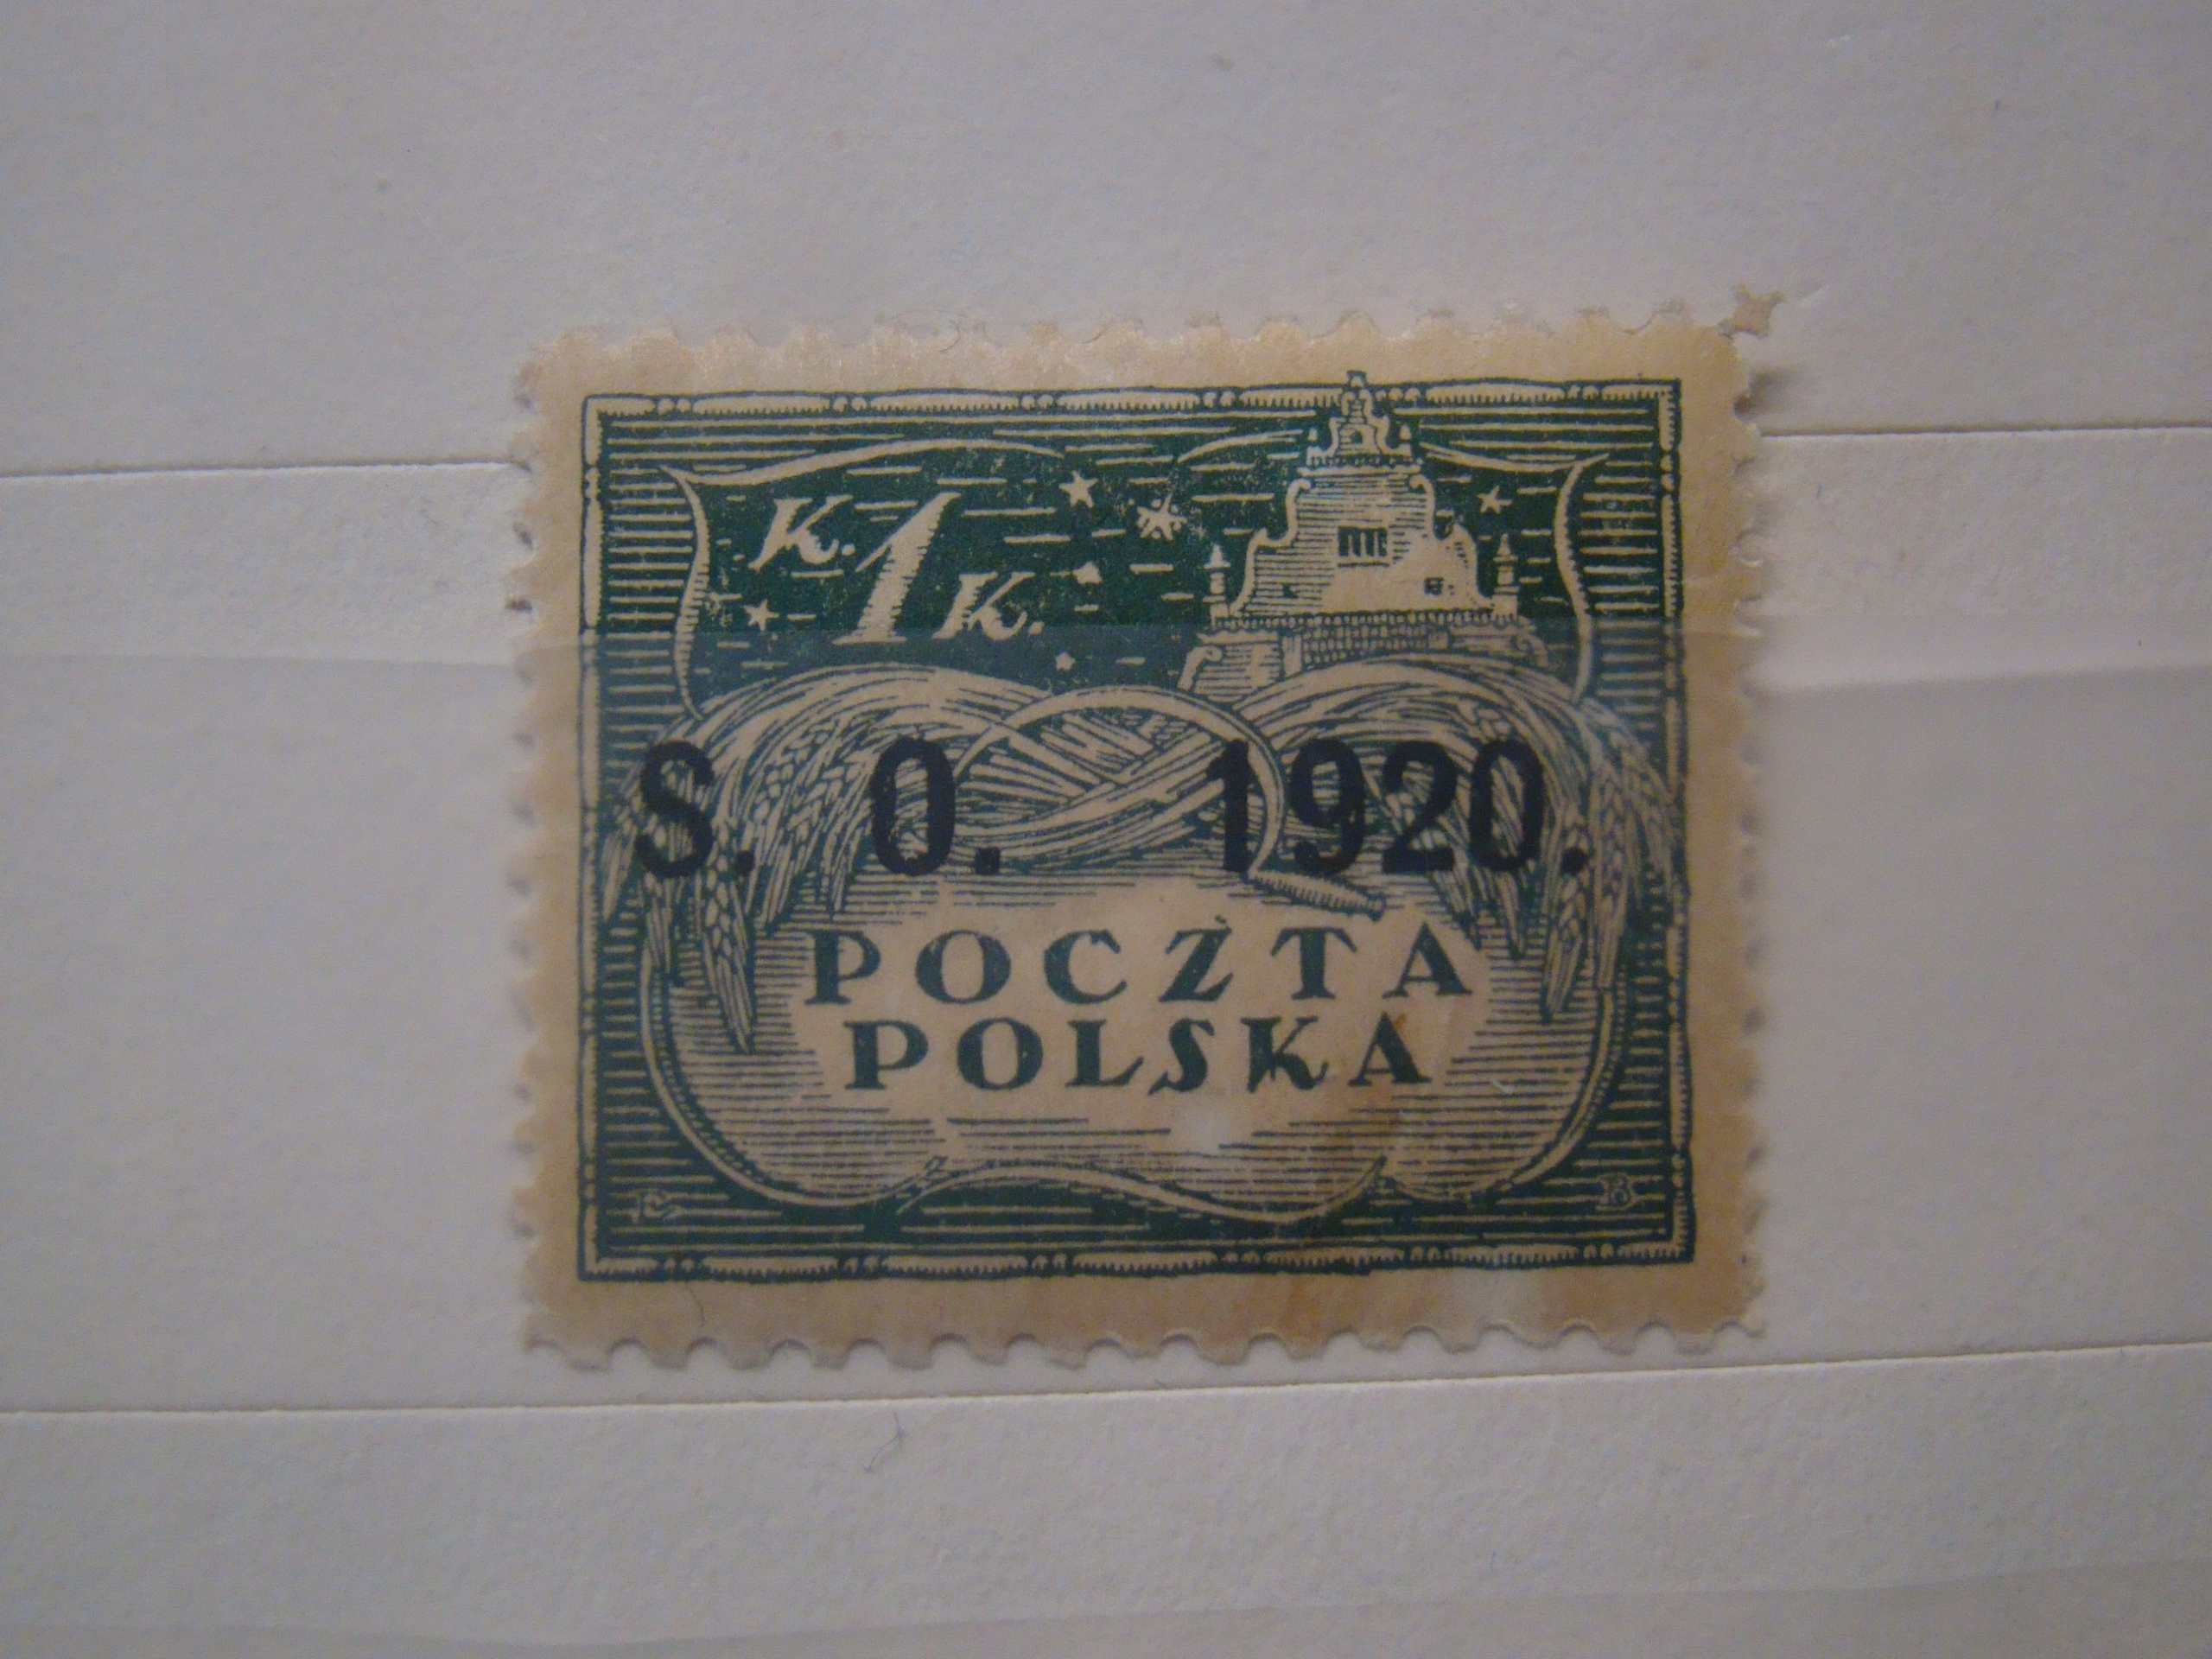 K. 1 K.
S. O. 1920.
POCZTA
POLSKA